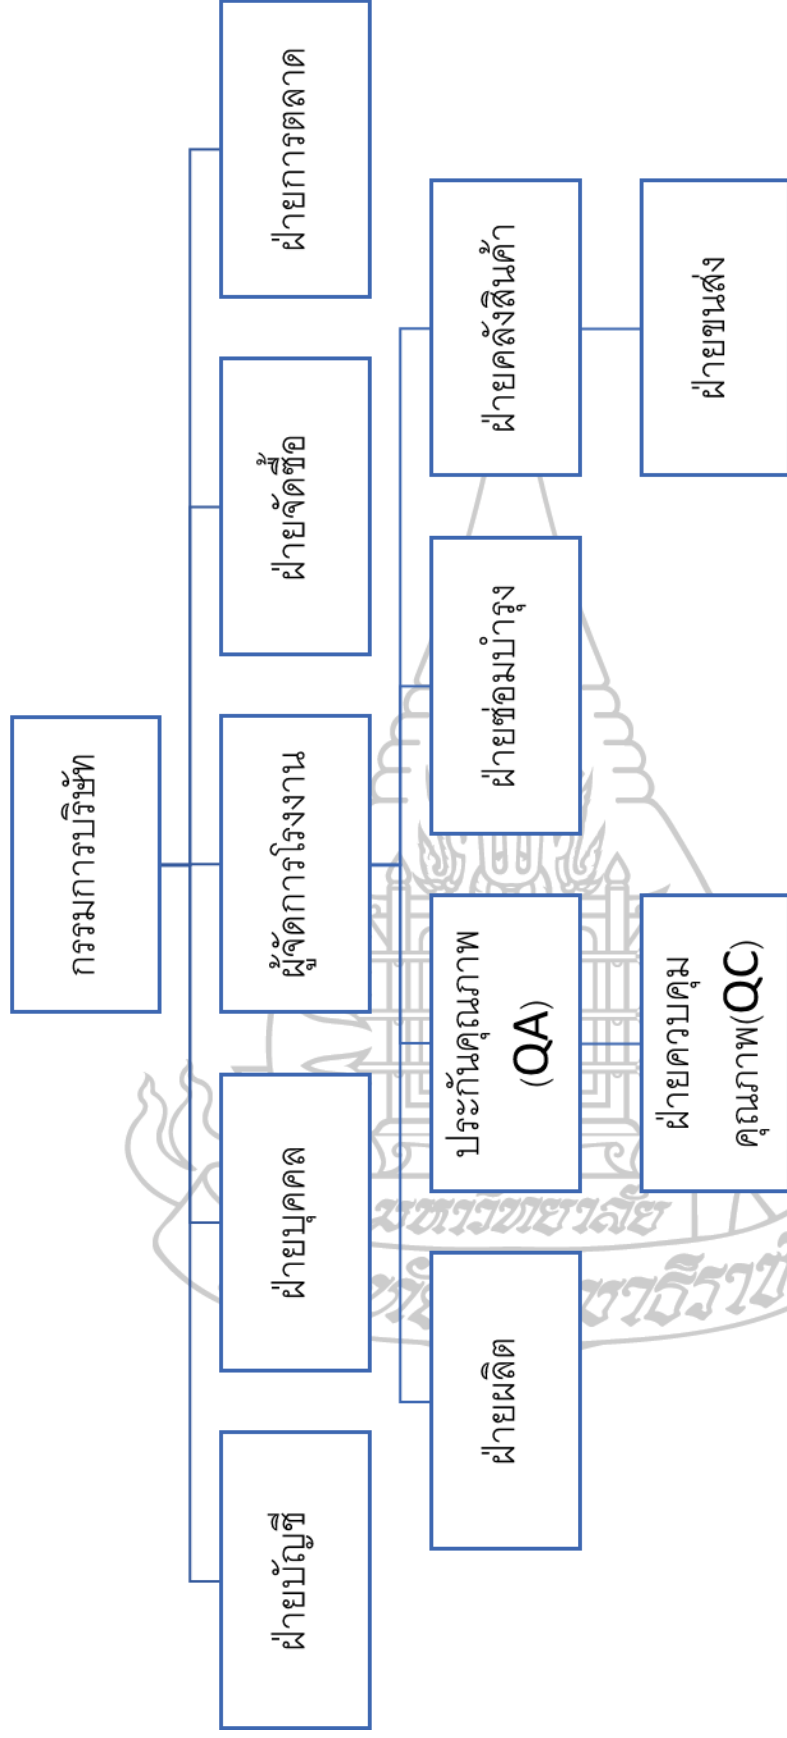 กรรมการบริษัท
ฝ่ายบัญชี
ฝ่ายบุคคล
ผู้จัดการโรงงาน
ฝ่ายจัดซื้อ
ฝ่ายการตลาด
ฝ่ายผลิต
ประกันคุณภาพ
(QA)
ฝ่ายซ่อมบำรุง
ฝ่ายคลังสินค้า
ฝ่ายควบคุม
คุณภาพ(QC)
ฝ่ายขนส่ง